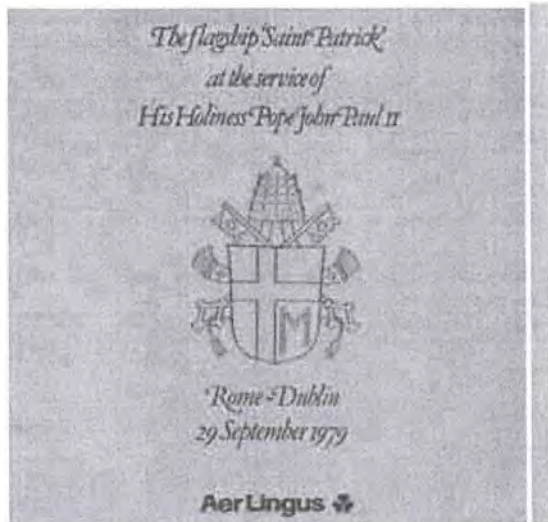 The flagship 'Saint Patrick'
at the service of
His Holiness Pope John Paul II
M
Rome-Dublin
29 September 1979
Aer Lingus